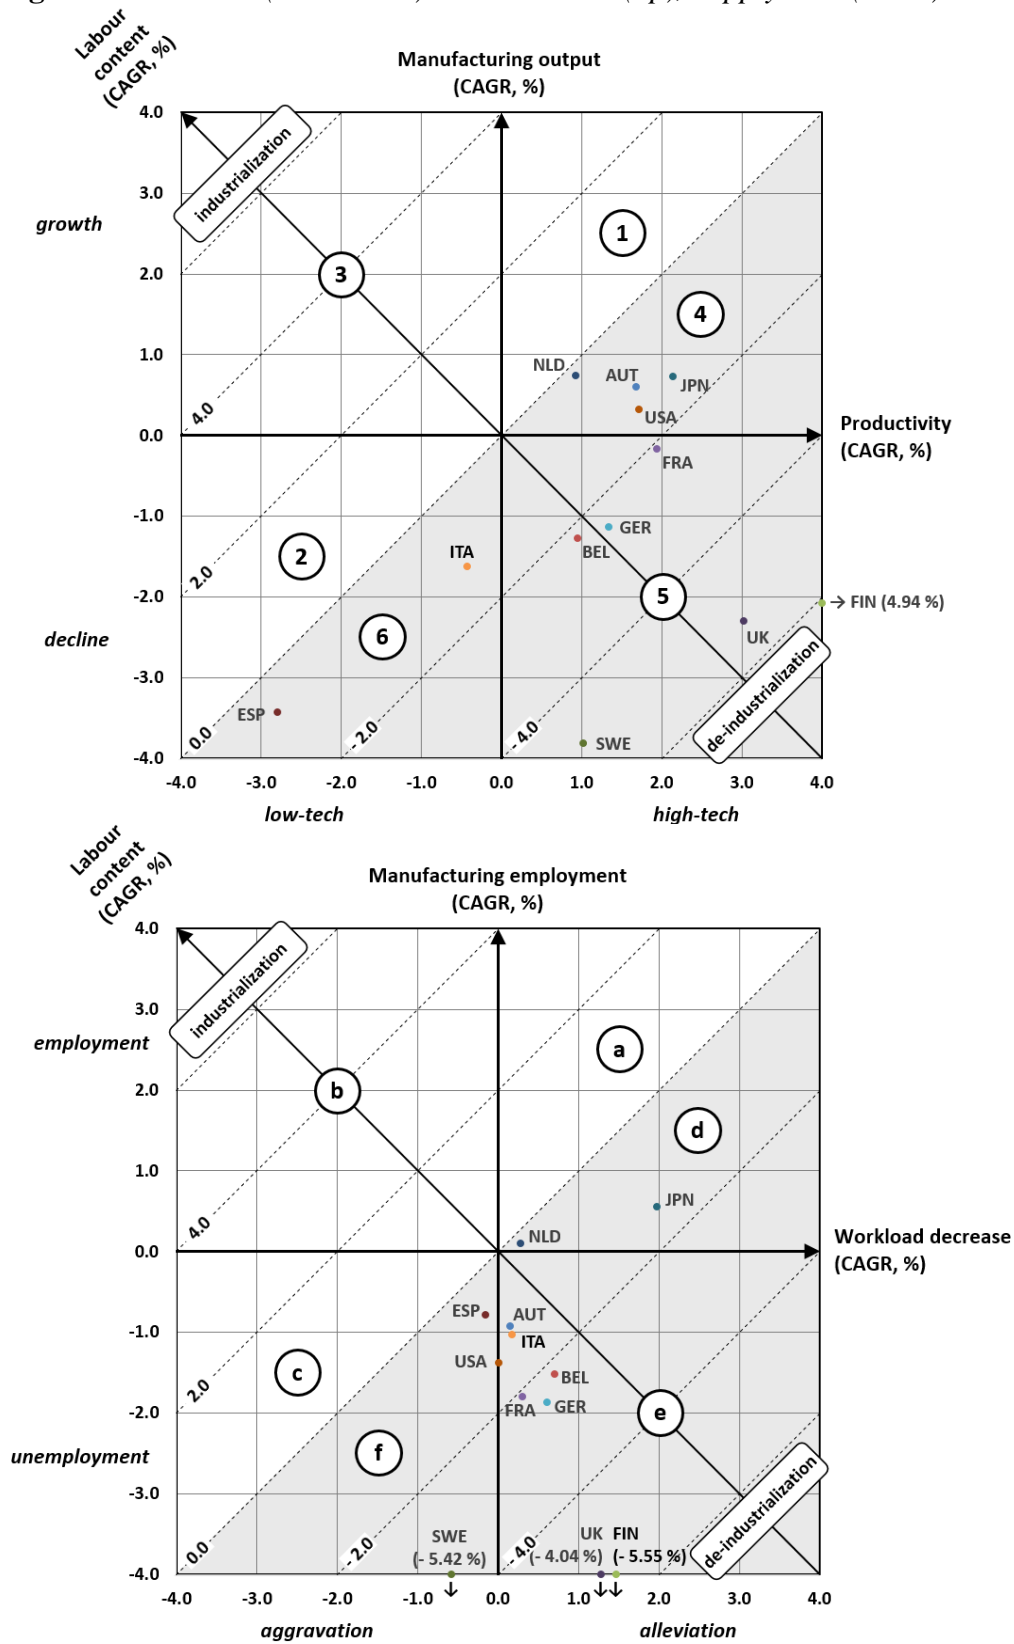 Labour
content
(CAGR, %)
Manufacturing output
(CAGR, %)
4.0
industrialization
3.0
1
growth
3
2.0
4
1.0
NLD
AUT
JPN
4.0
USA
Productivity
(CAGR, %)
0.0
FRA
-1.0
GER
ITA
BEL
2
2.0
-2.0
5
FIN (4.94 %)
decline
6
UK
-3.0
de-industrialization
ESP
0.0
- 2.0
- 4.0
SWE
-4.0
-4.0 -3.0 -2.0 -1.0 0.0 1.0 2.0 3.0 4.0
low-tech high-tech
Labour
content
(CAGR, %)
Manufacturing employment
(CAGR, %)
4.0
industrialization
3.0
employment
a
b
2.0
d
1.0
JPN
4.0
NLD
Workload decrease
(CAGR, %)
0.0
ESP
AUT
-1.0
ITA
USA
c
BEL
2.0
FRA
GER
-2.0
e
unemployment
f
-3.0
de-industrialization
SWE
(- 5.42 %)
UK
(- 4.04 %)
FIN
(- 5.55 %)
0.0
- 2.0
- 4.0
-4.0
-4.0 -3.0 -2.0 -1.0 0.0 1.0 2.0 3.0 4.0
aggravation alleviation